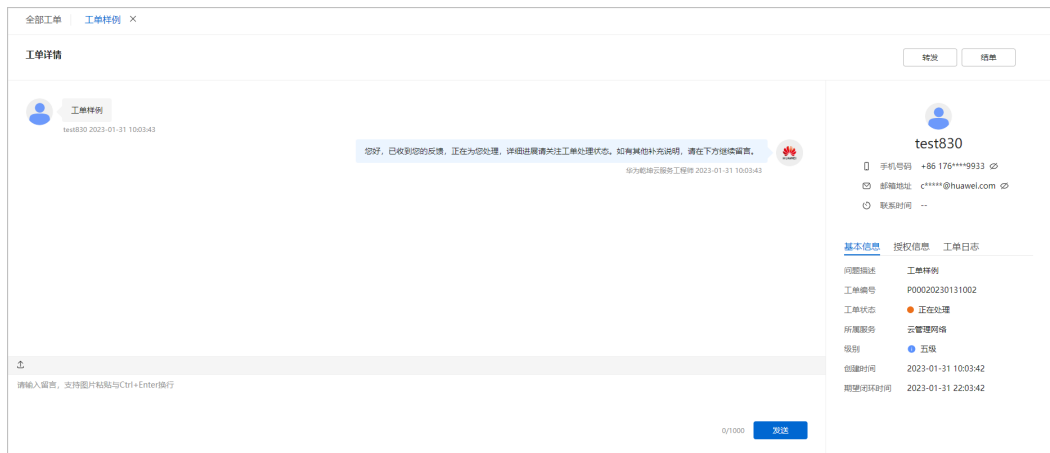 全部工单 工单样例 ×
工单详情
转发 结单
工单样例
test830 2023-01-31 10:03:43
您好，已收到您的反馈，正在为您处理，详细进展请关注工单处理状态。如有其他补充说明，请在下方继续留言。
HUAWEI
华为乾坤云服务工程师 2023-01-31 10:03:43
请输入留言，支持图片粘贴与Ctrl+Enter换行
0/1000 发送
test830
手机号码 +86 176****9933
邮箱地址 c*****@huawei.com
联系时间 --
基本信息 授权信息 工单日志
问题描述 工单样例
工单编号 P00020230131002
工单状态 正在处理
所属服务 云管理网络
级别 五级
创建时间 2023-01-31 10:03:42
期望闭环时间 2023-01-31 22:03:42